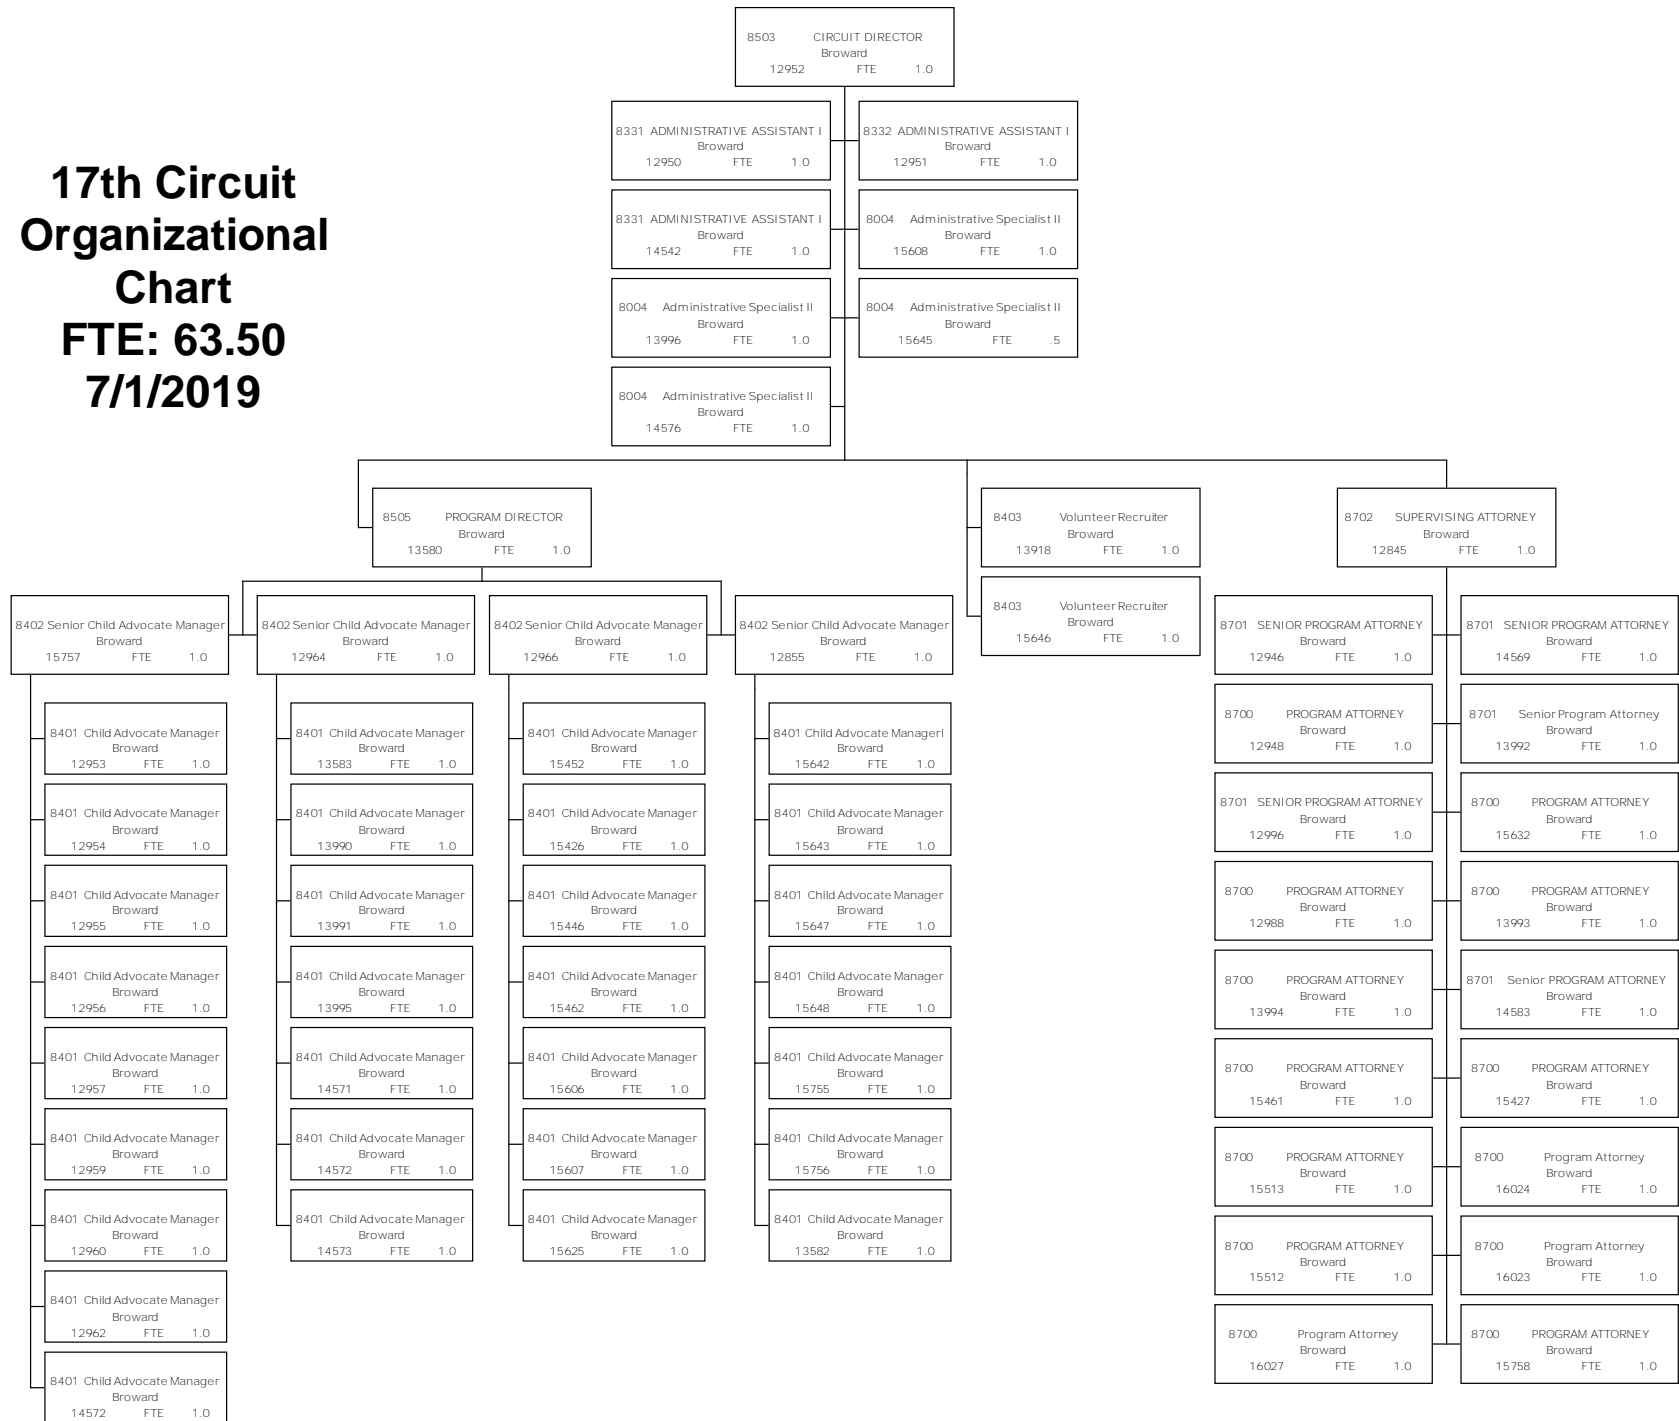 17th Circuit
Organizational
Chart
FTE: 63.50
7/1/2019
8503 CIRCUIT DIRECTOR
Broward
12952 FTE 1.0
8331 ADMINISTRATIVE ASSISTANT I
Broward
12950 FTE 1.0
8332 ADMINISTRATIVE ASSISTANT I
Broward
12951 FTE 1.0
8331 ADMINISTRATIVE ASSISTANT I
Broward
14542 FTE 1.0
8004 Administrative Specialist II
Broward
15608 FTE 1.0
8004 Administrative Specialist II
Broward
13996 FTE 1.0
8004 Administrative Specialist II
Broward
15645 FTE .5
8004 Administrative Specialist II
Broward
14576 FTE 1.0
8505 PROGRAM DIRECTOR
Broward
13580 FTE 1.0
8403 Volunteer Recruiter
Broward
13918 FTE 1.0
8403 Volunteer Recruiter
Broward
15646 FTE 1.0
8702 SUPERVISING ATTORNEY
Broward
12845 FTE 1.0
8402 Senior Child Advocate Manager
Broward
15757 FTE 1.0
8401 Child Advocate Manager
Broward
12953 FTE 1.0
8401 Child Advocate Manager
Broward
12954 FTE 1.0
8401 Child Advocate Manager
Broward
12955 FTE 1.0
8401 Child Advocate Manager
Broward
12956 FTE 1.0
8401 Child Advocate Manager
Broward
12957 FTE 1.0
8401 Child Advocate Manager
Broward
12959 FTE 1.0
8401 Child Advocate Manager
Broward
12960 FTE 1.0
8401 Child Advocate Manager
Broward
12962 FTE 1.0
8401 Child Advocate Manager
Broward
14572 FTE 1.0
8402 Senior Child Advocate Manager
Broward
12964 FTE 1.0
8401 Child Advocate Manager
Broward
13583 FTE 1.0
8401 Child Advocate Manager
Broward
13990 FTE 1.0
8401 Child Advocate Manager
Broward
13991 FTE 1.0
8401 Child Advocate Manager
Broward
13995 FTE 1.0
8401 Child Advocate Manager
Broward
14571 FTE 1.0
8401 Child Advocate Manager
Broward
14572 FTE 1.0
8401 Child Advocate Manager
Broward
14573 FTE 1.0
8402 Senior Child Advocate Manager
Broward
12966 FTE 1.0
8401 Child Advocate Manager
Broward
15452 FTE 1.0
8401 Child Advocate Manager
Broward
15426 FTE 1.0
8401 Child Advocate Manager
Broward
15446 FTE 1.0
8401 Child Advocate Manager
Broward
15462 FTE 1.0
8401 Child Advocate Manager
Broward
15606 FTE 1.0
8401 Child Advocate Manager
Broward
15607 FTE 1.0
8401 Child Advocate Manager
Broward
15625 FTE 1.0
8402 Senior Child Advocate Manager
Broward
12855 FTE 1.0
8401 Child Advocate ManagerI
Broward
15642 FTE 1.0
8401 Child Advocate Manager
Broward
15643 FTE 1.0
8401 Child Advocate Manager
Broward
15647 FTE 1.0
8401 Child Advocate Manager
Broward
15648 FTE 1.0
8401 Child Advocate Manager
Broward
15755 FTE 1.0
8401 Child Advocate Manager
Broward
15756 FTE 1.0
8401 Child Advocate Manager
Broward
13582 FTE 1.0
8701 SENIOR PROGRAM ATTORNEY
Broward
12946 FTE 1.0
8701 SENIOR PROGRAM ATTORNEY
Broward
14569 FTE 1.0
8700 PROGRAM ATTORNEY
Broward
12948 FTE 1.0
8701 Senior Program Attorney
Broward
13992 FTE 1.0
8701 SENIOR PROGRAM ATTORNEY
Broward
12996 FTE 1.0
8700 PROGRAM ATTORNEY
Broward
15632 FTE 1.0
8700 PROGRAM ATTORNEY
Broward
12988 FTE 1.0
8700 PROGRAM ATTORNEY
Broward
13993 FTE 1.0
8700 PROGRAM ATTORNEY
Broward
13994 FTE 1.0
8701 Senior PROGRAM ATTORNEY
Broward
14583 FTE 1.0
8700 PROGRAM ATTORNEY
Broward
15461 FTE 1.0
8700 PROGRAM ATTORNEY
Broward
15427 FTE 1.0
8700 PROGRAM ATTORNEY
Broward
15513 FTE 1.0
8700 Program Attorney
Broward
16024 FTE 1.0
8700 PROGRAM ATTORNEY
Broward
15512 FTE 1.0
8700 Program Attorney
Broward
16023 FTE 1.0
8700 Program Attorney
Broward
16027 FTE 1.0
8700 PROGRAM ATTORNEY
Broward
15758 FTE 1.0